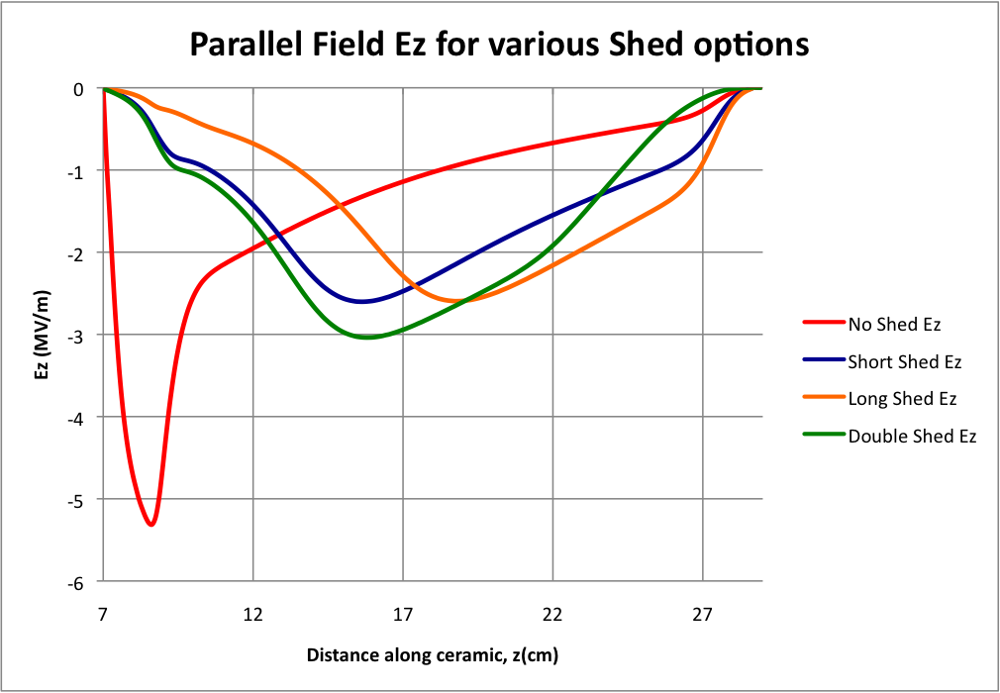 Parallel Field Ez for various Shed options
0
-1
-2
-3
-4
-5
-6
Ez (MV/m)
7 12 17 22 27
Distance along ceramic, z(cm)
No Shed Ez
Short Shed Ez
Long Shed Ez
Double Shed Ez